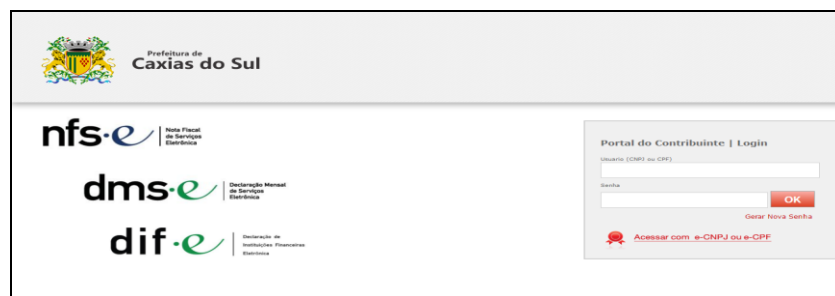 Prefeitura de
Caxias do Sul
nfs-e
Nota Fiscal
de Serviços
Eletrônica
dms-e
Declaração Mensal
de Serviços
Eletrônica
dif-e
Declaração de
Instituições Financeiras
Eletrônica
Portal do Contribuinte | Login
Usuario (CNPJ ou CPF)
Senha
OK
Gerar Nova Senha
Acessar com e-CNPJ ou e-CPF